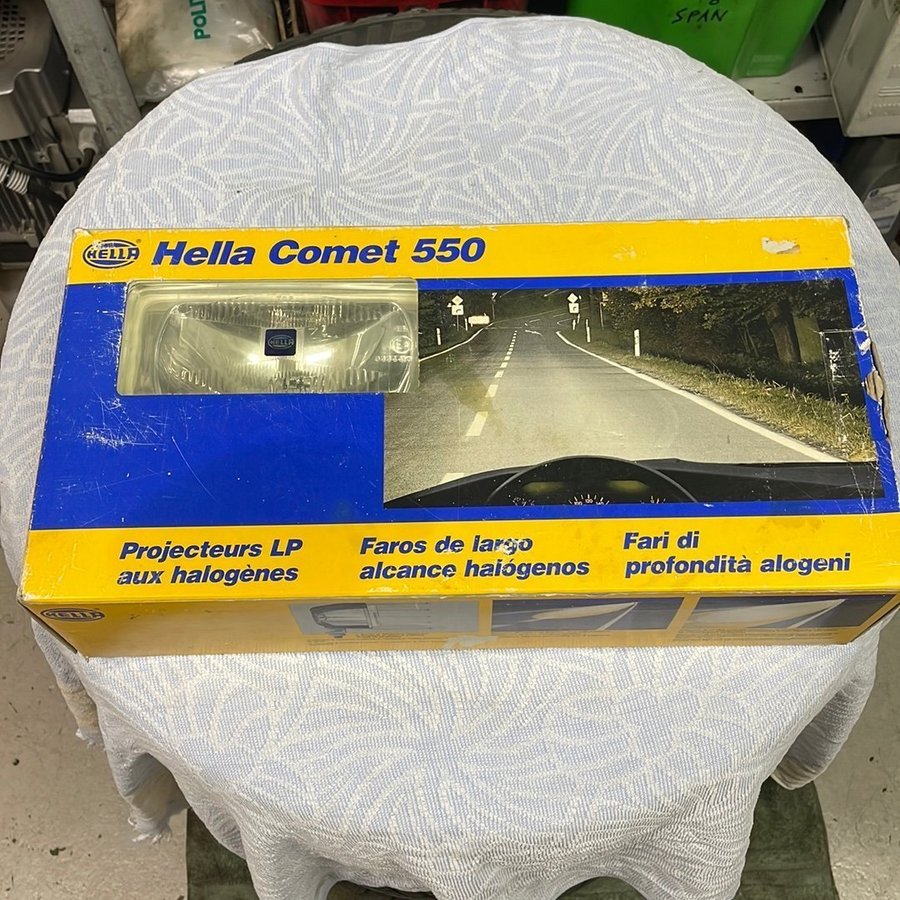 POLI
SPAN
HELLA
Hella Comet 550
HELLA
Projecteurs LP
aux halogènes
Faros de largo
alcance halógenos
Fari di
profondità alogeni
HELLA